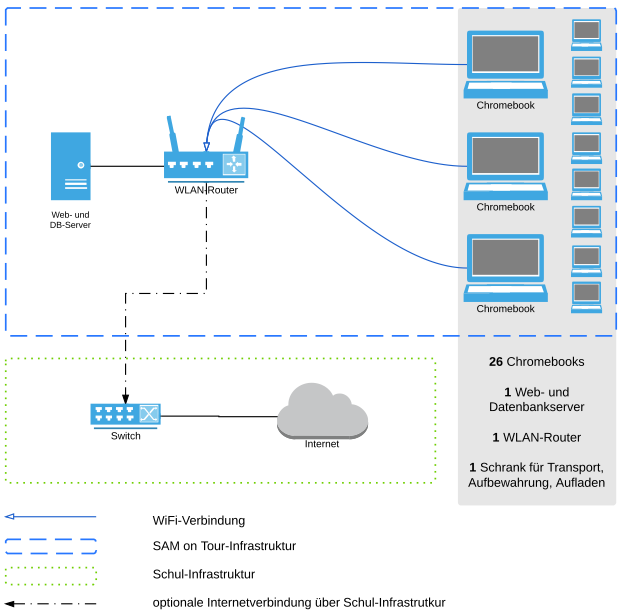 Chromebook
WLAN-Router
Chromebook
Web- und
DB-Server
Chromebook
26 Chromebooks
1 Web- und
Datenbankserver
1 WLAN-Router
1 Schrank für Transport,
Aufbewahrung, Aufladen
Switch
Internet
WiFi-Verbindung
SAM on Tour-Infrastruktur
Schul-Infrastruktur
optionale Internetverbindung über Schul-Infrastrutkur